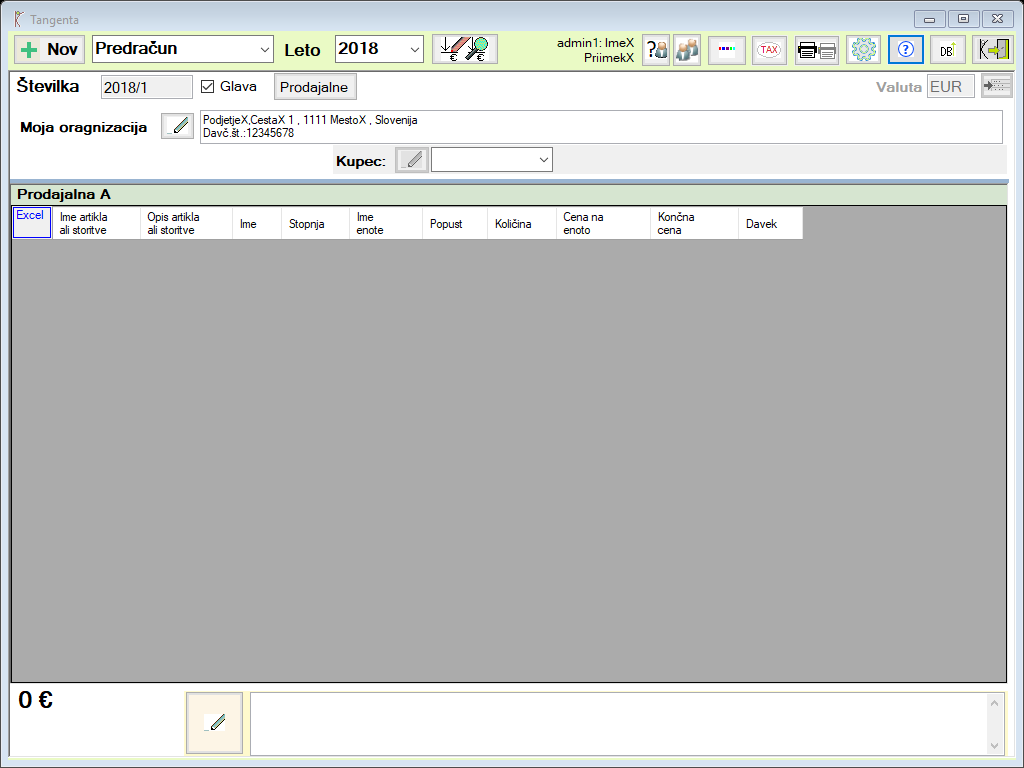 Tangenta
Nov
Predračun
Leto
2018
admin1: ImeX
PriimekX
TAX
DB
Številka
2018/1
Glava
Prodajalne
Valuta
EUR
Moja oragnizacija
PodjetjeX,CestaX 1 , 1111 MestoX , Slovenija
Davč.št.:12345678
Kupec:
Prodajalna A
Excel
Ime artikla
ali storitve
Opis artikla
ali storitve
Ime
Stopnja
Ime
enote
Popust
Količina
Cena na
enoto
Končna
cena
Davek
0 €